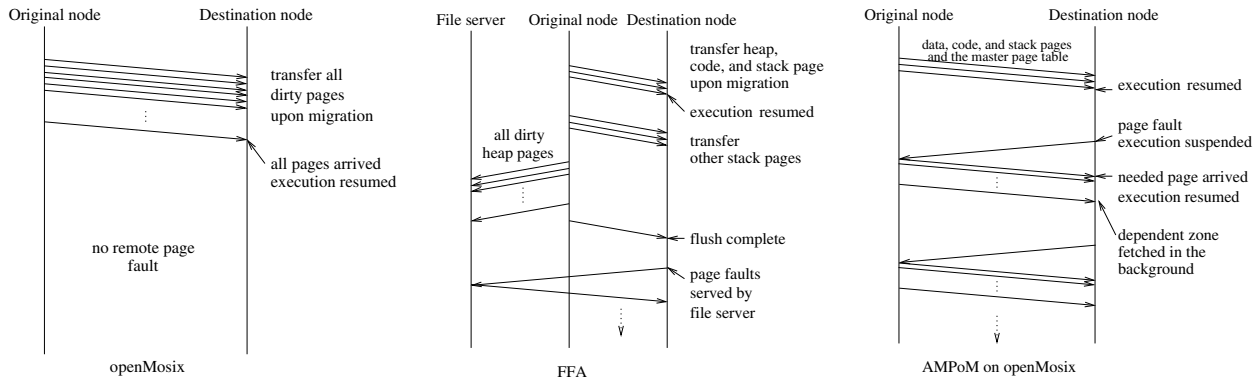 Original node
Destination node
transfer all
dirty pages
upon migration
all pages arrived
execution resumed
no remote page
fault
openMosix
File server
Original node
Destination node
transfer heap,
code, and stack page
upon migration
execution resumed
all dirty
heap pages
transfer
other stack pages
flush complete
page faults
served by
file server
FFA
Original node
Destination node
data, code, and stack pages
and the master page table
execution resumed
page fault
execution suspended
needed page arrived
execution resumed
dependent zone
fetched in the
background
AMPoM on openMosix